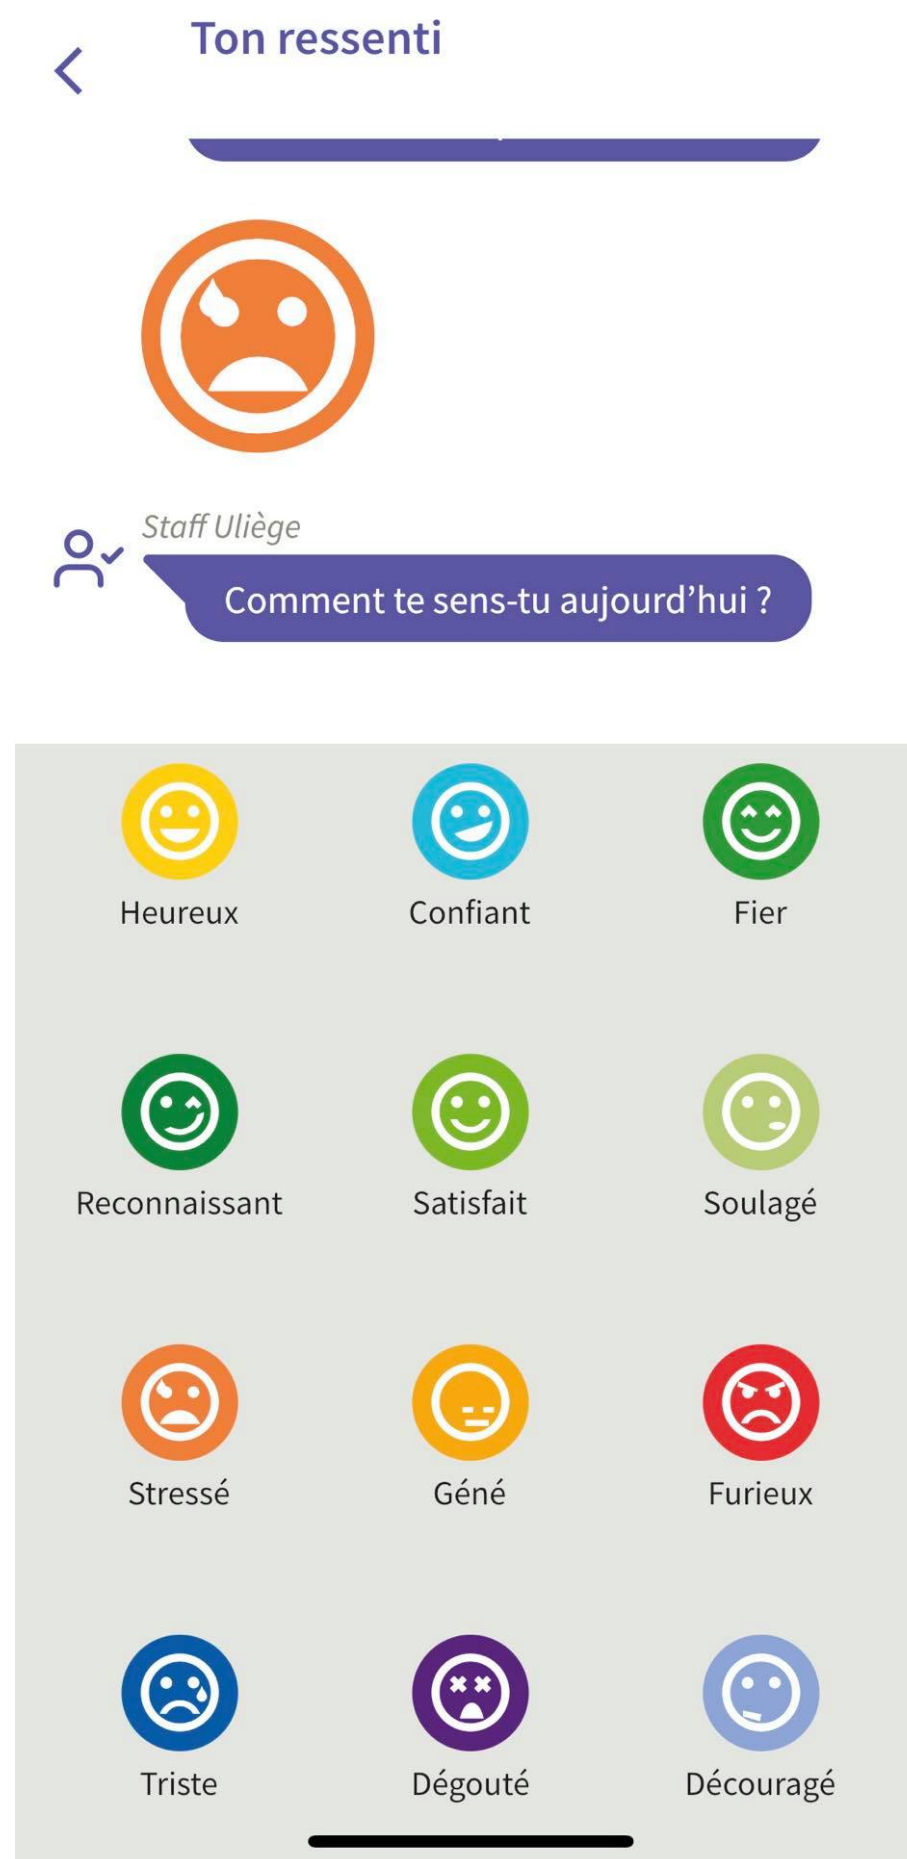 Ton ressenti
Staff Uliège
Comment te sens-tu aujourd’hui ?
Heureux
Confiant
Fier
Reconnaissant
Satisfait
Soulagé
Stressé
Géné
Furieux
Triste
Dégouté
Découragé